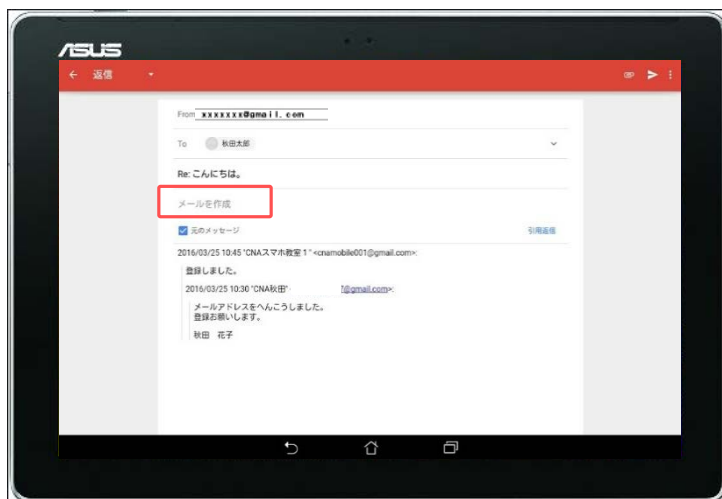 ASUS
返信
From xxxxxxx@gmail.com
To 秋田太郎
Re: こんにちは。
メールを作成
元のメッセージ 引用返信
2016/03/25 10:45 "CNAスマホ教室1" <cnamobile001@gmail.com>:
登録しました。
2016/03/25 10:30 "CNA秋田" @gmail.com>:
メールアドレスをへんこうしました。
登録お願いします。
秋田 花子